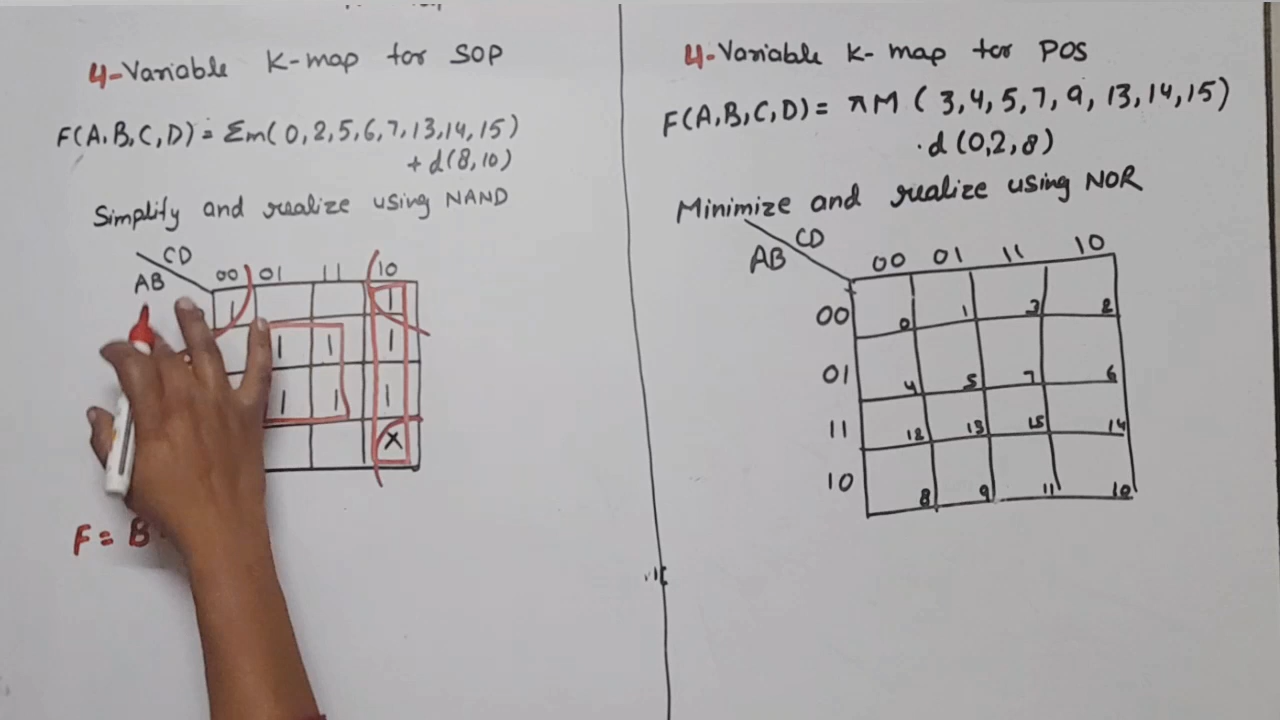 4-Variable K-map for SOP
F(A,B,C,D) = Σm( 0,2,5,6,7,13,14,15)
+ d(8,10)
Simplify and realize using NAND
CD
AB
00 01 11 10
1 1
1 1 1
1 1 1
X
F = B
4-Variable K-map for POS
F(A,B,C,D) = πM ( 3,4,5,7,9,13,14,15)
.d (0,2,8)
Minimize and realize using NOR
CD
AB
00 01 11 10
00 0 1 3 2
01 4 5 7 6
11 12 13 15 14
10 8 9 11 10